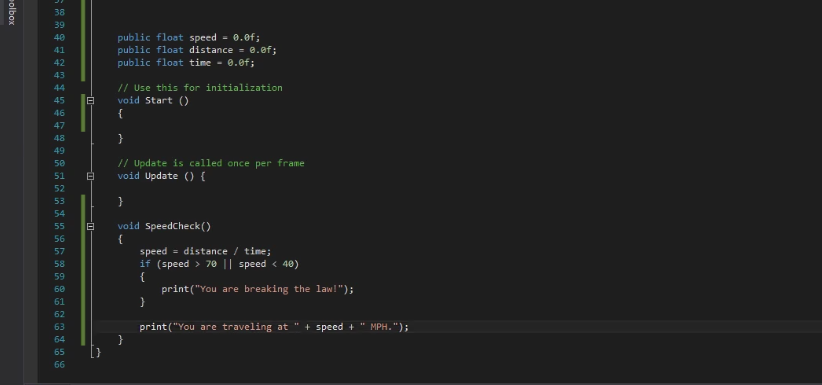 38
39
40 public float speed = 0.0f;
41 public float distance = 0.0f;
42 public float time = 0.0f;
43
44 // Use this for initialization
45 void Start ()
46 {
47
48 }
49
50 // Update is called once per frame
51 void Update () {
52
53 }
54
55 void SpeedCheck()
56 {
57 speed = distance / time;
58 if (speed > 70 || speed < 40)
59 {
60 print("You are breaking the law!");
61 }
62
63 print("You are traveling at " + speed + " MPH.");
64 }
65 }
66